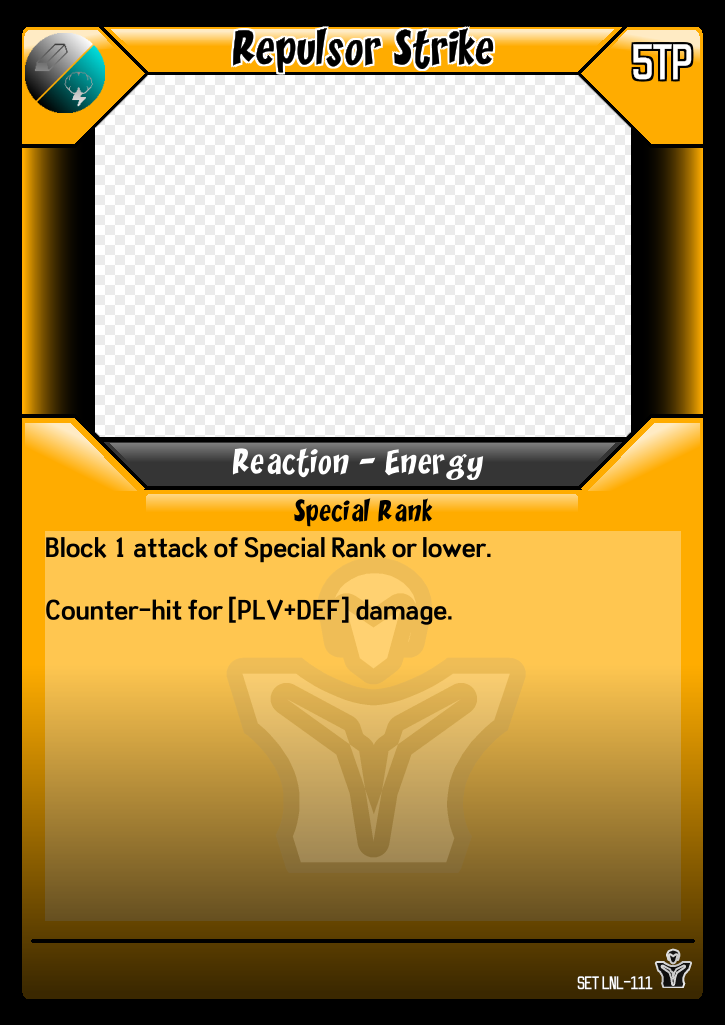 Repulsor Strike
5TP
Reaction - Energy
Special Rank
Block 1 attack of Special Rank or lower.
Counter-hit for [PLV+DEF] damage.
SET LNL-111